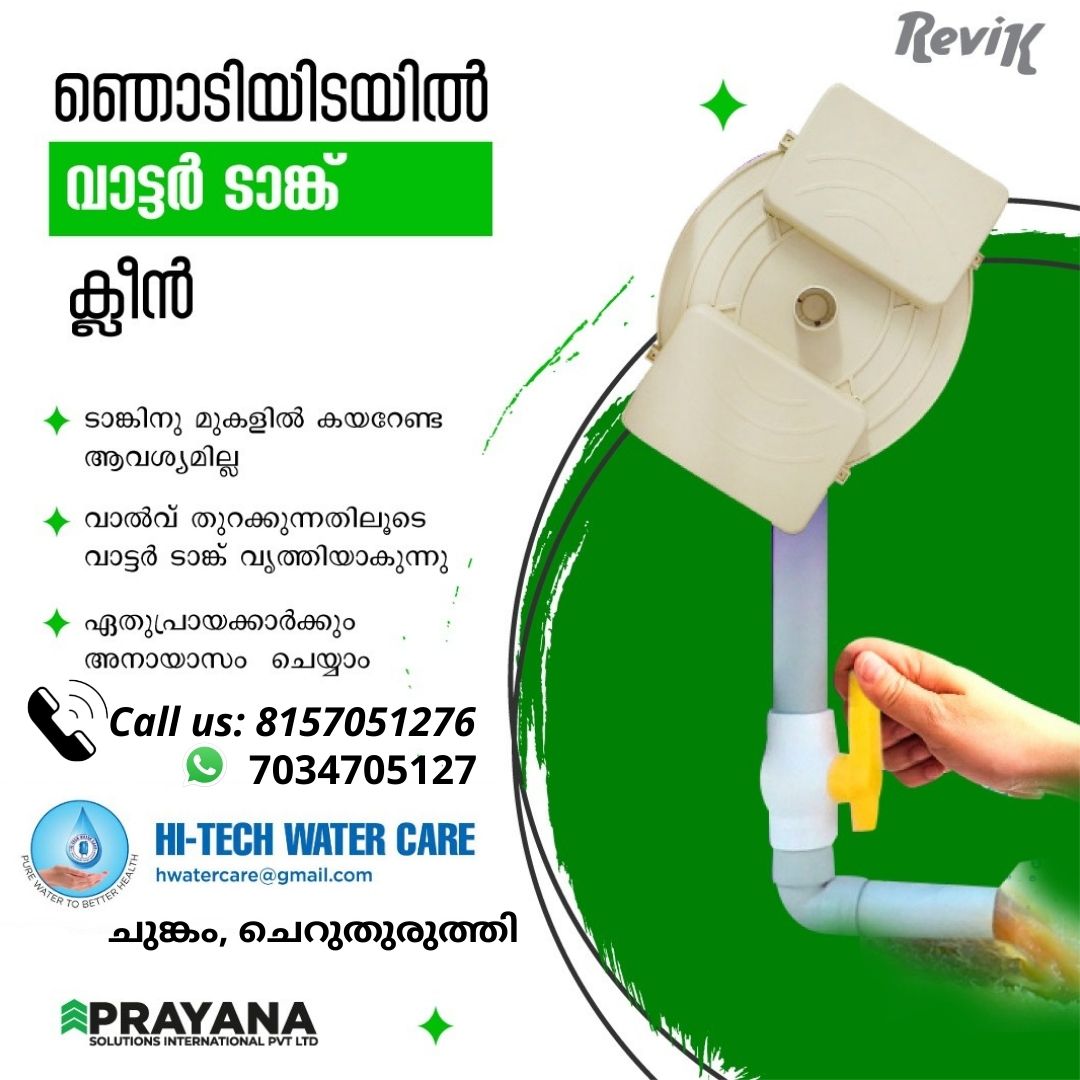 Revik
ഞൊടിയിടയിൽ
വാട്ടർ ടാങ്ക്
ക്ലീൻ
ടാങ്കിനു മുകളിൽ കയറേണ്ട
ആവശ്യമില്ല
വാൽവ് തുറക്കുന്നതിലൂടെ
വാട്ടർ ടാങ്ക് വൃത്തിയാകുന്നു
ഏതുപ്രായക്കാർക്കും
അനായാസം ചെയ്യാം
Call us: 8157051276
7034705127
HI-TECH WATER CARE
hwatercare@gmail.com
PURE WATER TO BETTER HEALTH
ചുങ്കം, ചെറുതുരുത്തി
PRAYANA
SOLUTIONS INTERNATIONAL PVT LTD